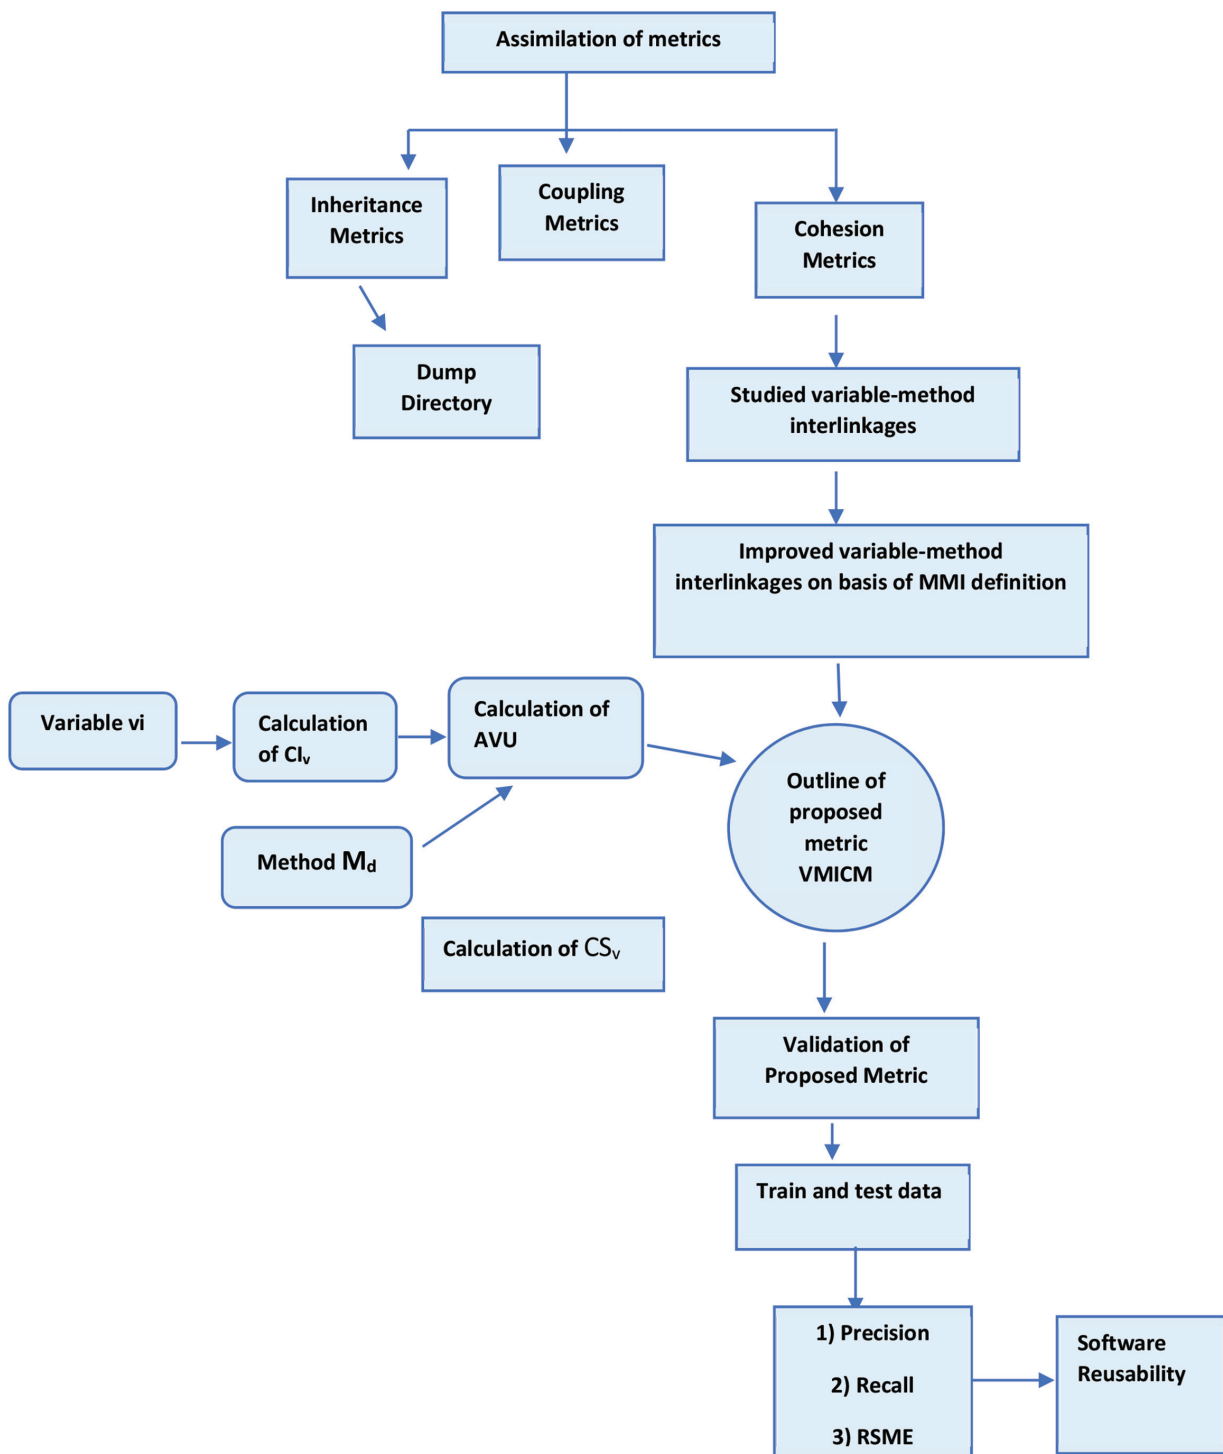 Assimilation of metrics
Inheritance
Metrics
Coupling
Metrics
Cohesion
Metrics
Dump
Directory
Studied variable-method
interlinkages
Improved variable-method
interlinkages on basis of MMI definition
Variable vi
Calculation
of CIv
Calculation of
AVU
Method Md
Outline of
proposed
metric
VMICM
Calculation of CSv
Validation of
Proposed Metric
Train and test data
1) Precision
2) Recall
3) RSME
Software
Reusability